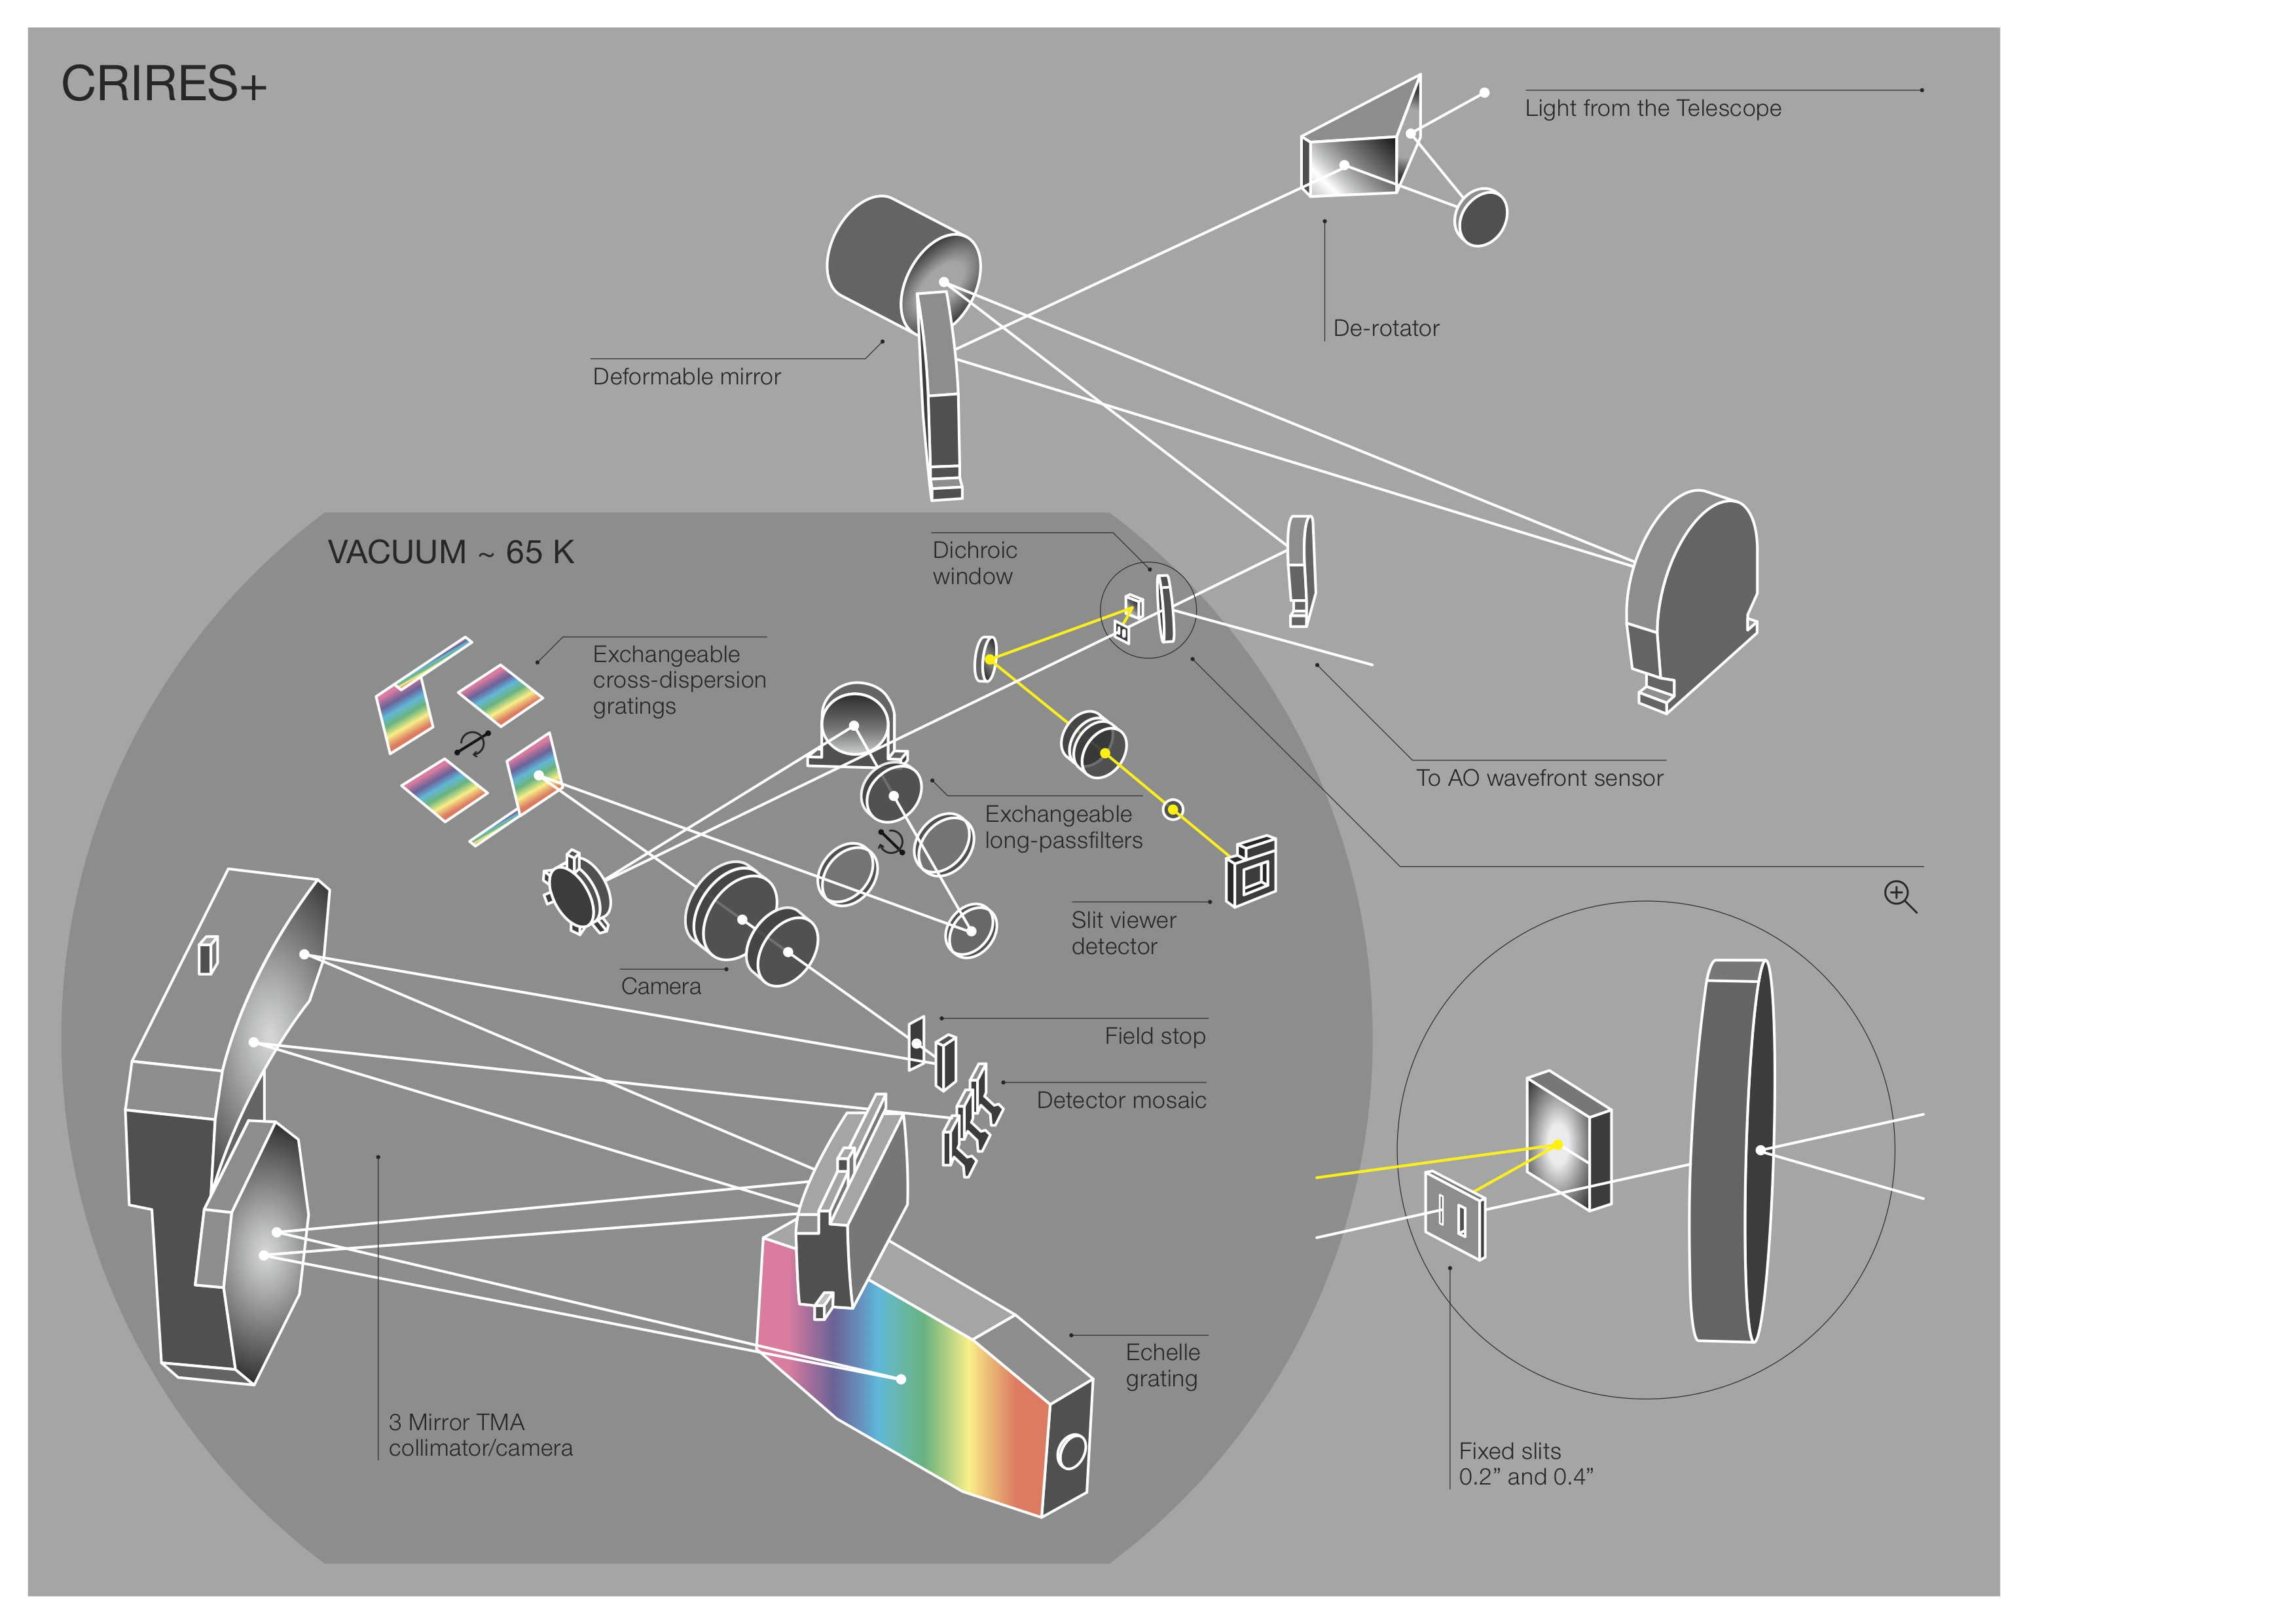 CRIRES+
Light from the Telescope
De-rotator
Deformable mirror
VACUUM ~ 65 K
Dichroic
window
Exchangeable
cross-dispersion
gratings
To AO wavefront sensor
Exchangeable
long-passfilters
Slit viewer
detector
Camera
Field stop
Detector mosaic
Echelle
grating
3 Mirror TMA
collimator/camera
Fixed slits
0.2” and 0.4”